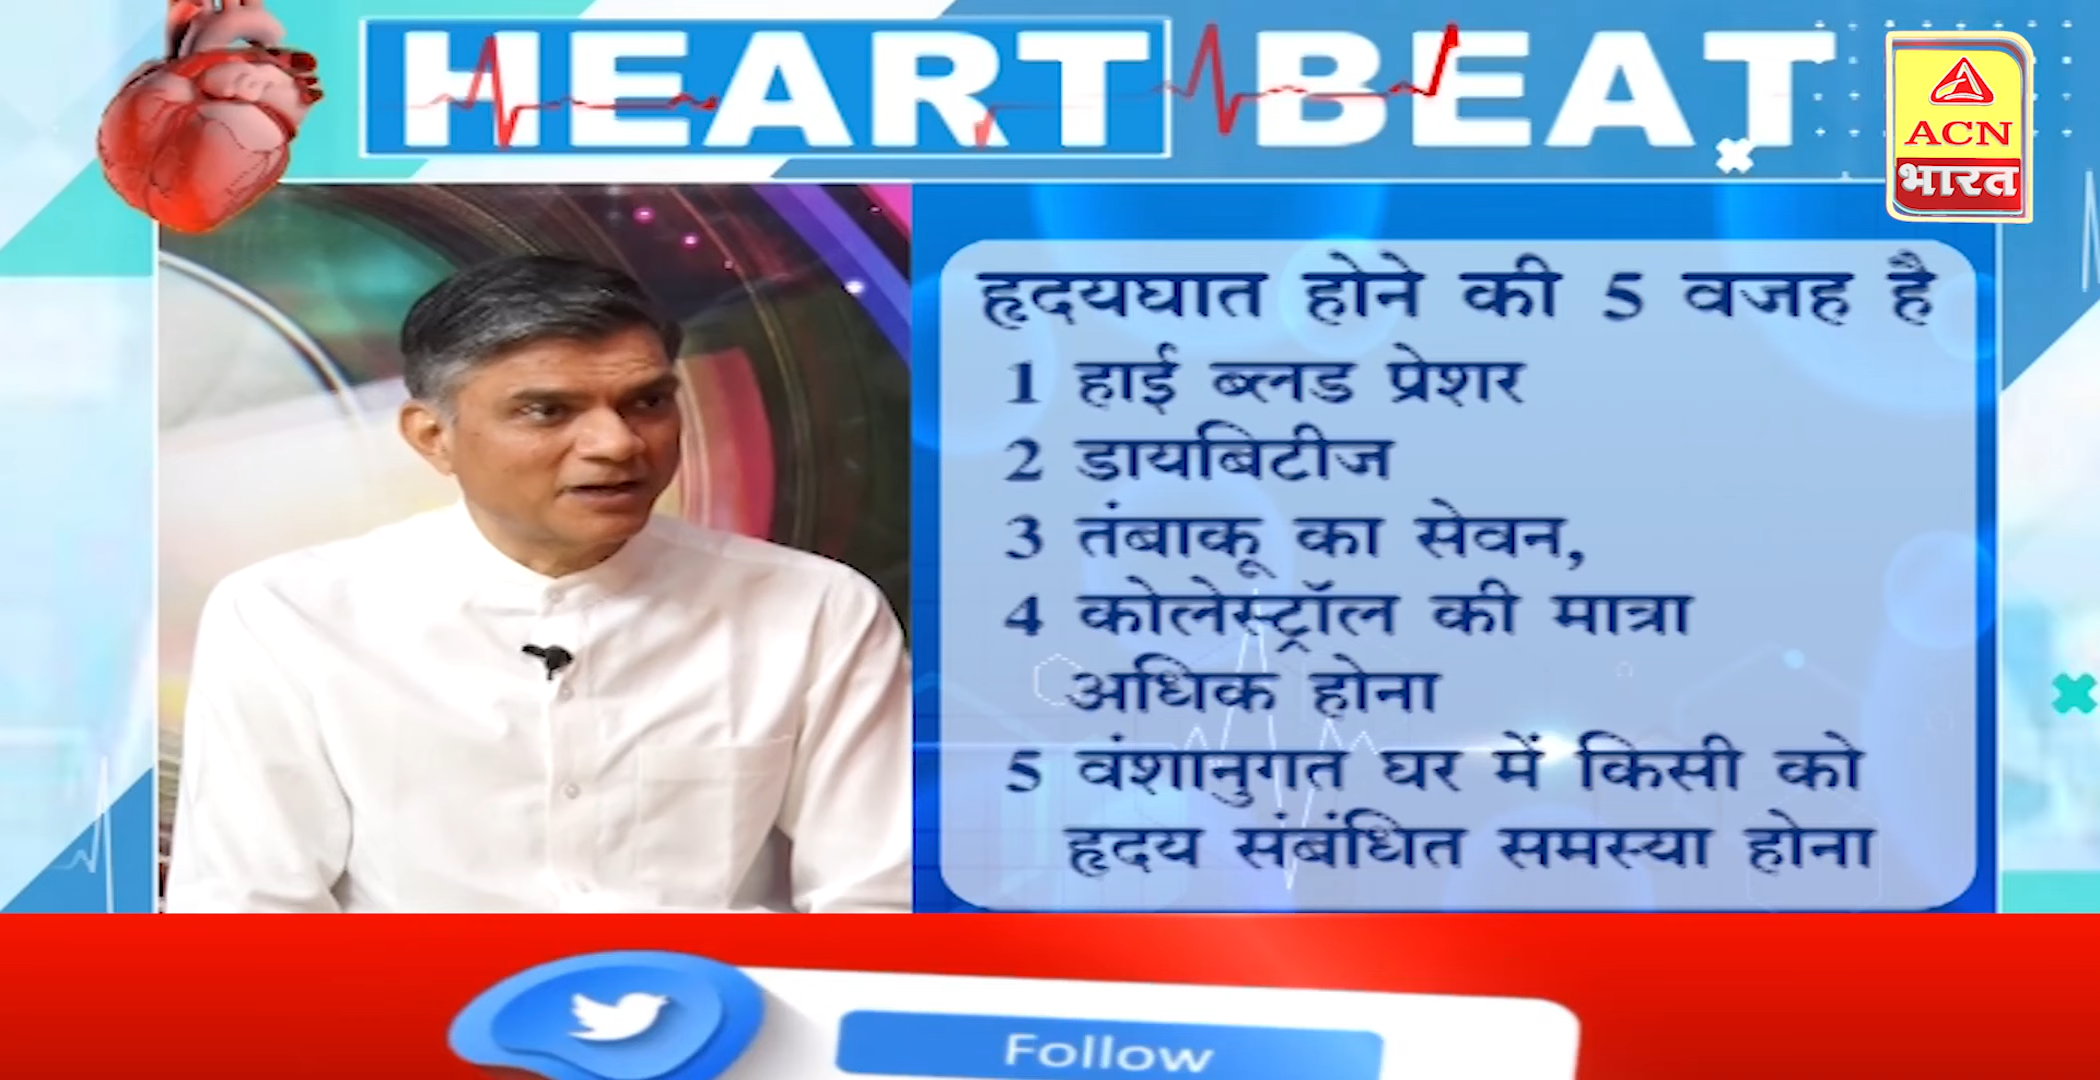 HEART BEAT
ACN
भारत
हृदयघात होने की 5 वजह है
1 हाई ब्लड प्रेशर
2 डायबिटीज
3 तंबाकू का सेवन,
4 कोलेस्ट्रॉल की मात्रा
अधिक होना
5 वंशानुगत घर में किसी को
हृदय संबंधित समस्या होना
Follow